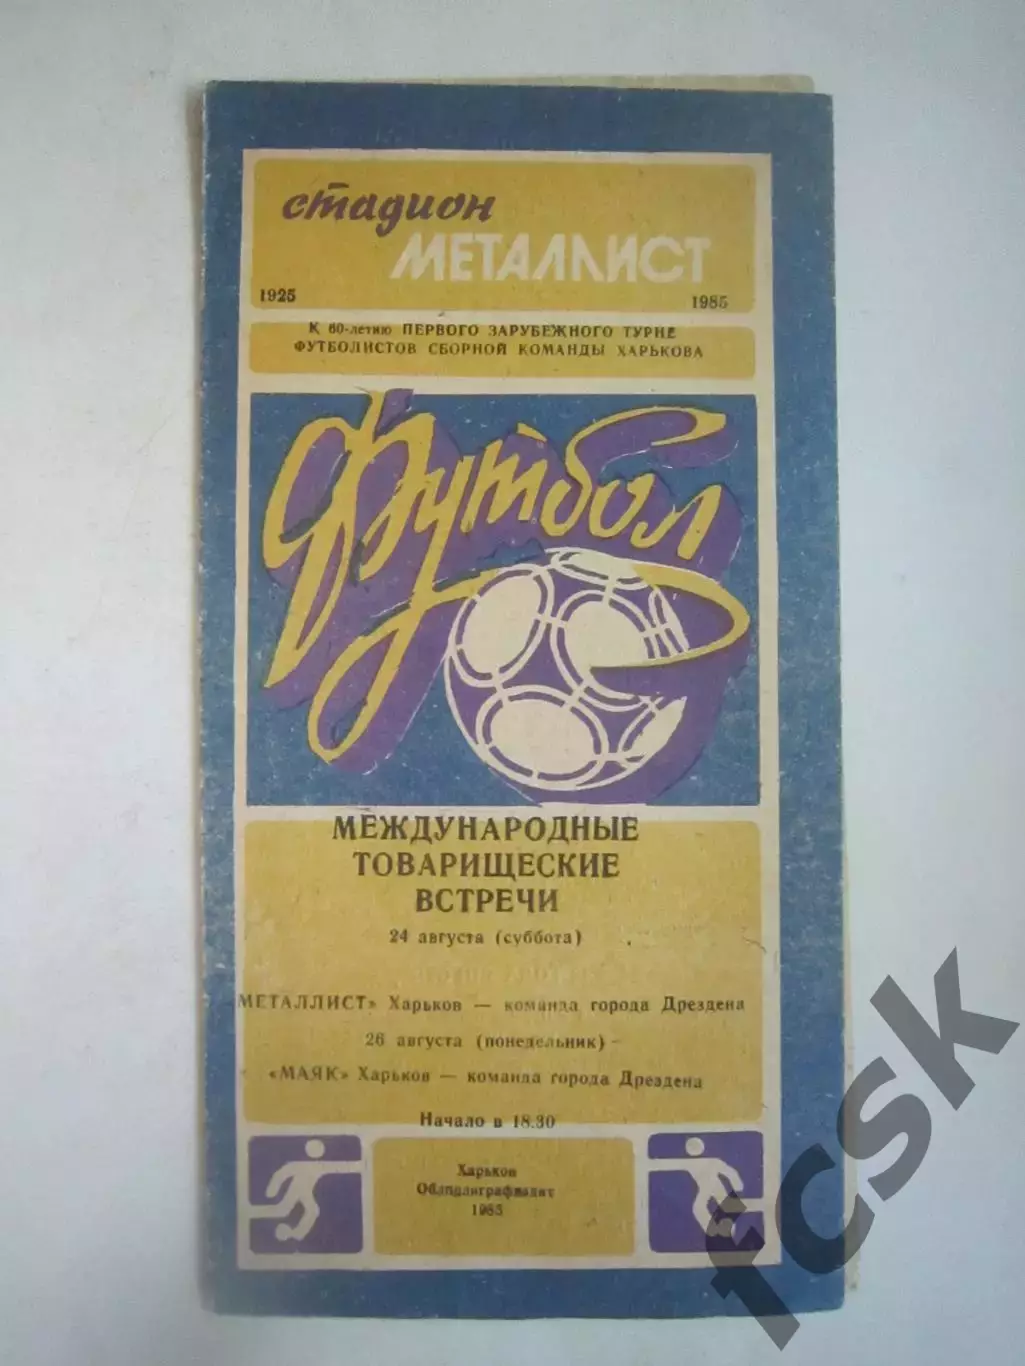 стадион
МЕТАЛЛИСТ
1925
1985
К 60-летию ПЕРВОГО ЗАРУБЕЖНОГО ТУРНЕ
ФУТБОЛИСТОВ СБОРНОЙ КОМАНДЫ ХАРЬКОВА
Футбол
МЕЖДУНАРОДНЫЕ
ТОВАРИЩЕСКИЕ
ВСТРЕЧИ
24 августа (суббота)
МЕТАЛЛИСТ» Харьков — команда города Дрездена
26 августа (понедельник) –
«МАЯК» Харьков — команда города Дрездена
Начало в 18.30
Харьков
Облполиграфиздат
1985
fcsk